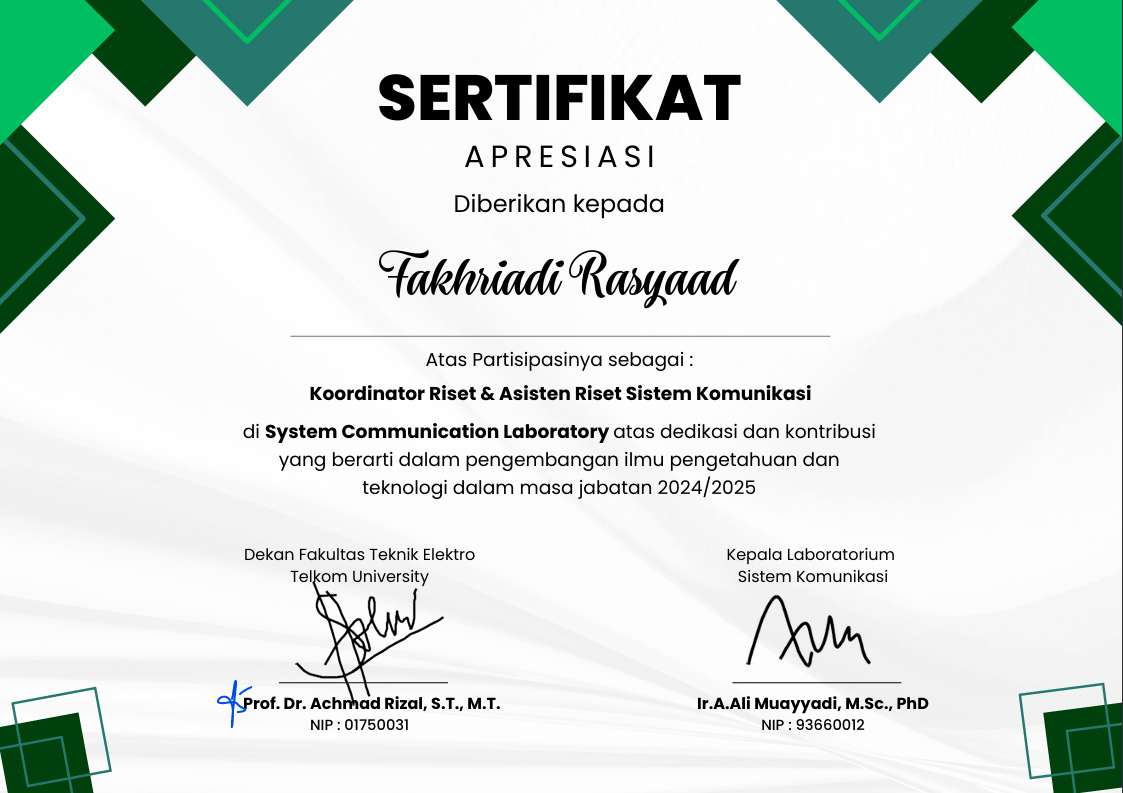 SERTIFIKAT
APRESIASI
Diberikan kepada
Fakhriadi Rasyaad
Atas Partisipasinya sebagai :
Koordinator Riset & Asisten Riset Sistem Komunikasi
di System Communication Laboratory atas dedikasi dan kontribusi
yang berarti dalam pengembangan ilmu pengetahuan dan
teknologi dalam masa jabatan 2024/2025
Dekan Fakultas Teknik Elektro
Telkom University
Prof. Dr. Achmad Rizal, S.T., M.T.
NIP : 01750031
Kepala Laboratorium
Sistem Komunikasi
Ir.A.Ali Muayyadi, M.Sc., PhD
NIP : 93660012